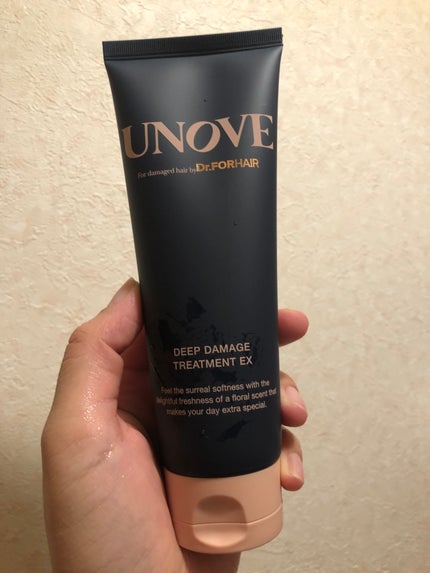 UNOVE
For damaged hair by Dr.FORHAIR
DEEP DAMAGE
TREATMENT EX
Feel the surreal softness with the
delightful freshness of a floral scent that
makes your day extra special.